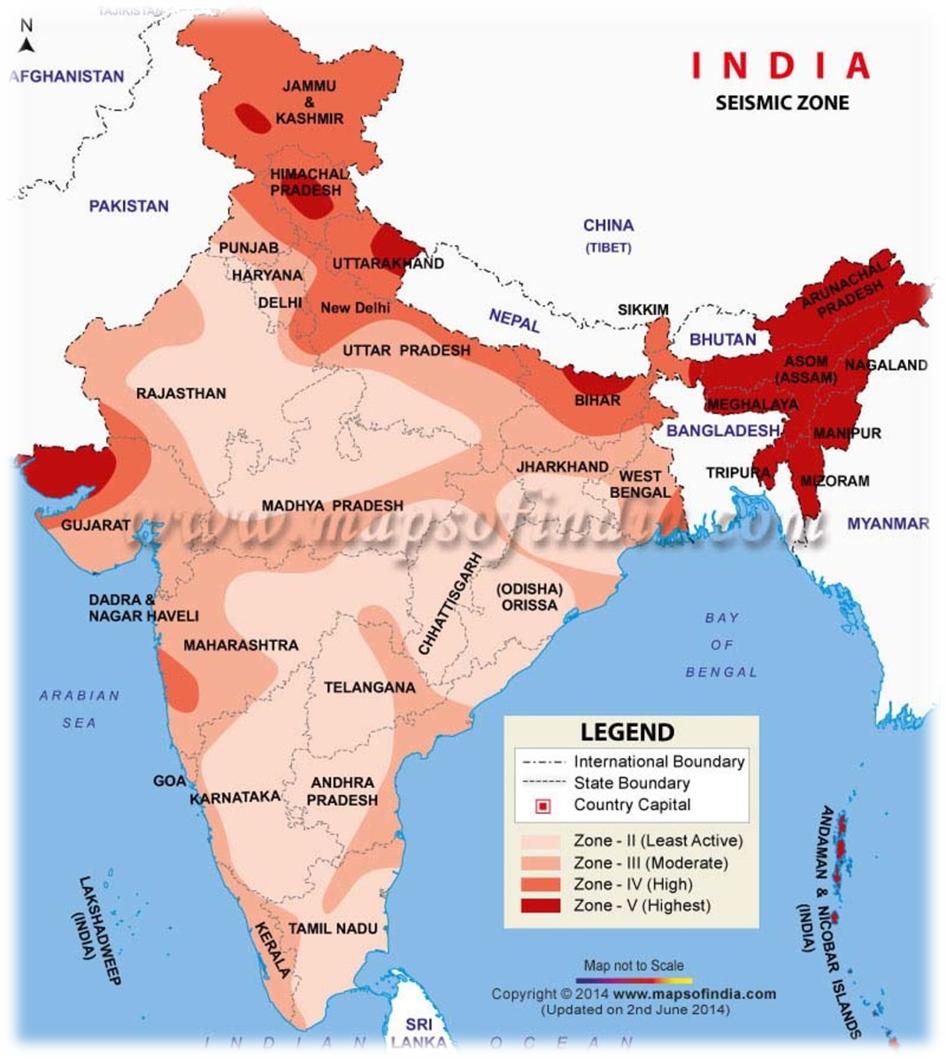 TAJIKISTAN
N
AFGHANISTAN
INDIA
SEISMIC ZONE
JAMMU
&
KASHMIR
HIMACHAL
PRADESH
PAKISTAN
CHINA
(TIBET)
PUNJAB
UTTARAKHAND
HARYANA
DELHI
New Delhi
NEPAL
SIKKIM
BHUTAN
ARUNACHAL
PRADESH
UTTAR PRADESH
ASOM
(ASSAM)
NAGALAND
RAJASTHAN
BIHAR
MEGHALAYA
BANGLADESH
MANIPUR
JHARKHAND
WEST
BENGAL
TRIPURA
MIZORAM
MADHYA PRADESH
GUJARAT
www.mapsofindia.com
MYANMAR
DADRA &
NAGAR HAVELI
CHHATTISGARH
(ODISHA)
ORISSA
MAHARASHTRA
BAY
OF
BENGAL
ARABIAN
SEA
TELANGANA
GOA
KARNATAKA
ANDHRA
PRADESH
LEGEND
International Boundary
State Boundary
Country Capital
Zone - II (Least Active)
Zone - III (Moderate)
Zone - IV (High)
Zone - V (Highest)
LAKSHADWEEP
(INDIA)
KERALA
TAMIL NADU
ANDAMAN & NICOBAR ISLANDS
(INDIA)
Map not to Scale
Copyright © 2014 www.mapsofindia.com
(Updated on 2nd June 2014)
SRI
LANKA
INDIAN OCEAN